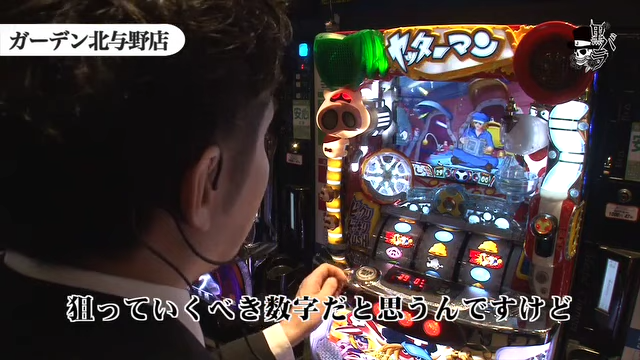 ガーデン北与野店
ヤッターマン
狙っていくべき数字だと思うんですけど